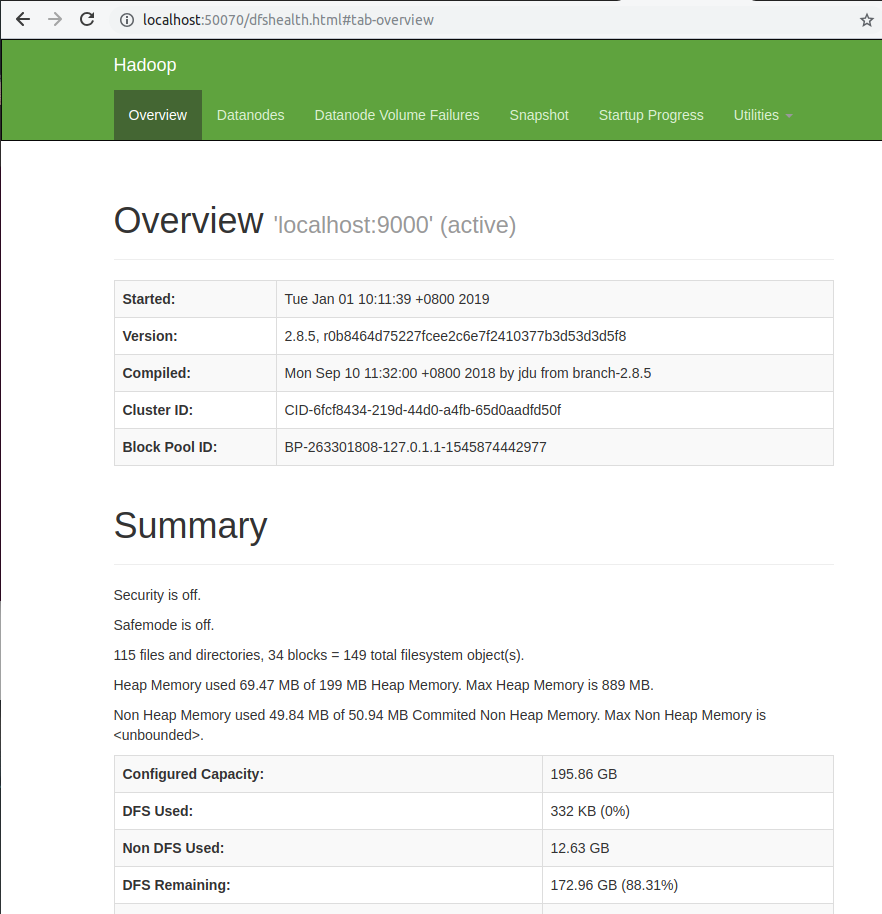 localhost:50070/dfshealth.html#tab-overview
Hadoop
Overview Datanodes Datanode Volume Failures Snapshot Startup Progress Utilities
Overview 'localhost:9000' (active)
Started: Tue Jan 01 10:11:39 +0800 2019
Version: 2.8.5, r0b8464d75227fcee2c6e7f2410377b3d53d3d5f8
Compiled: Mon Sep 10 11:32:00 +0800 2018 by jdu from branch-2.8.5
Cluster ID: CID-6fcf8434-219d-44d0-a4fb-65d0aadfd50f
Block Pool ID: BP-263301808-127.0.1.1-1545874442977
Summary
Security is off.
Safemode is off.
115 files and directories, 34 blocks = 149 total filesystem object(s).
Heap Memory used 69.47 MB of 199 MB Heap Memory. Max Heap Memory is 889 MB.
Non Heap Memory used 49.84 MB of 50.94 MB Commited Non Heap Memory. Max Non Heap Memory is
<unbounded>.
Configured Capacity: 195.86 GB
DFS Used: 332 KB (0%)
Non DFS Used: 12.63 GB
DFS Remaining: 172.96 GB (88.31%)